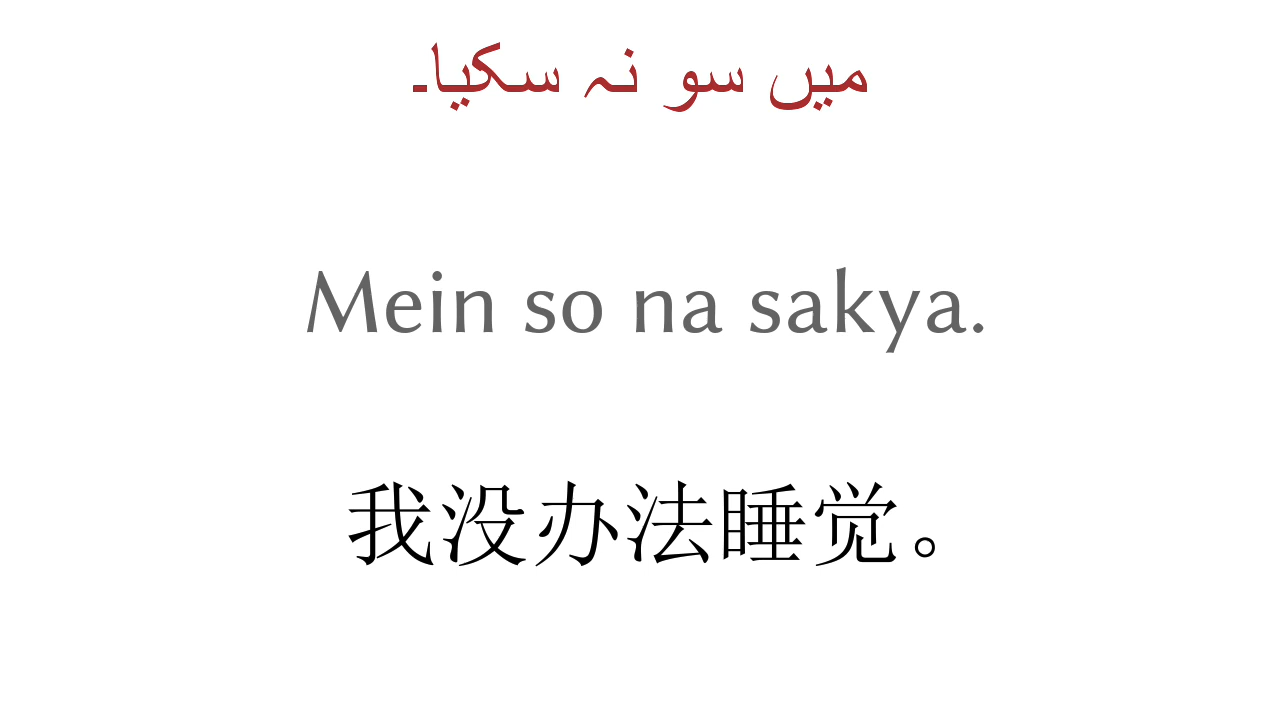 میں سو نہ سکیا۔
Mein so na sakya.
我没办法睡觉。